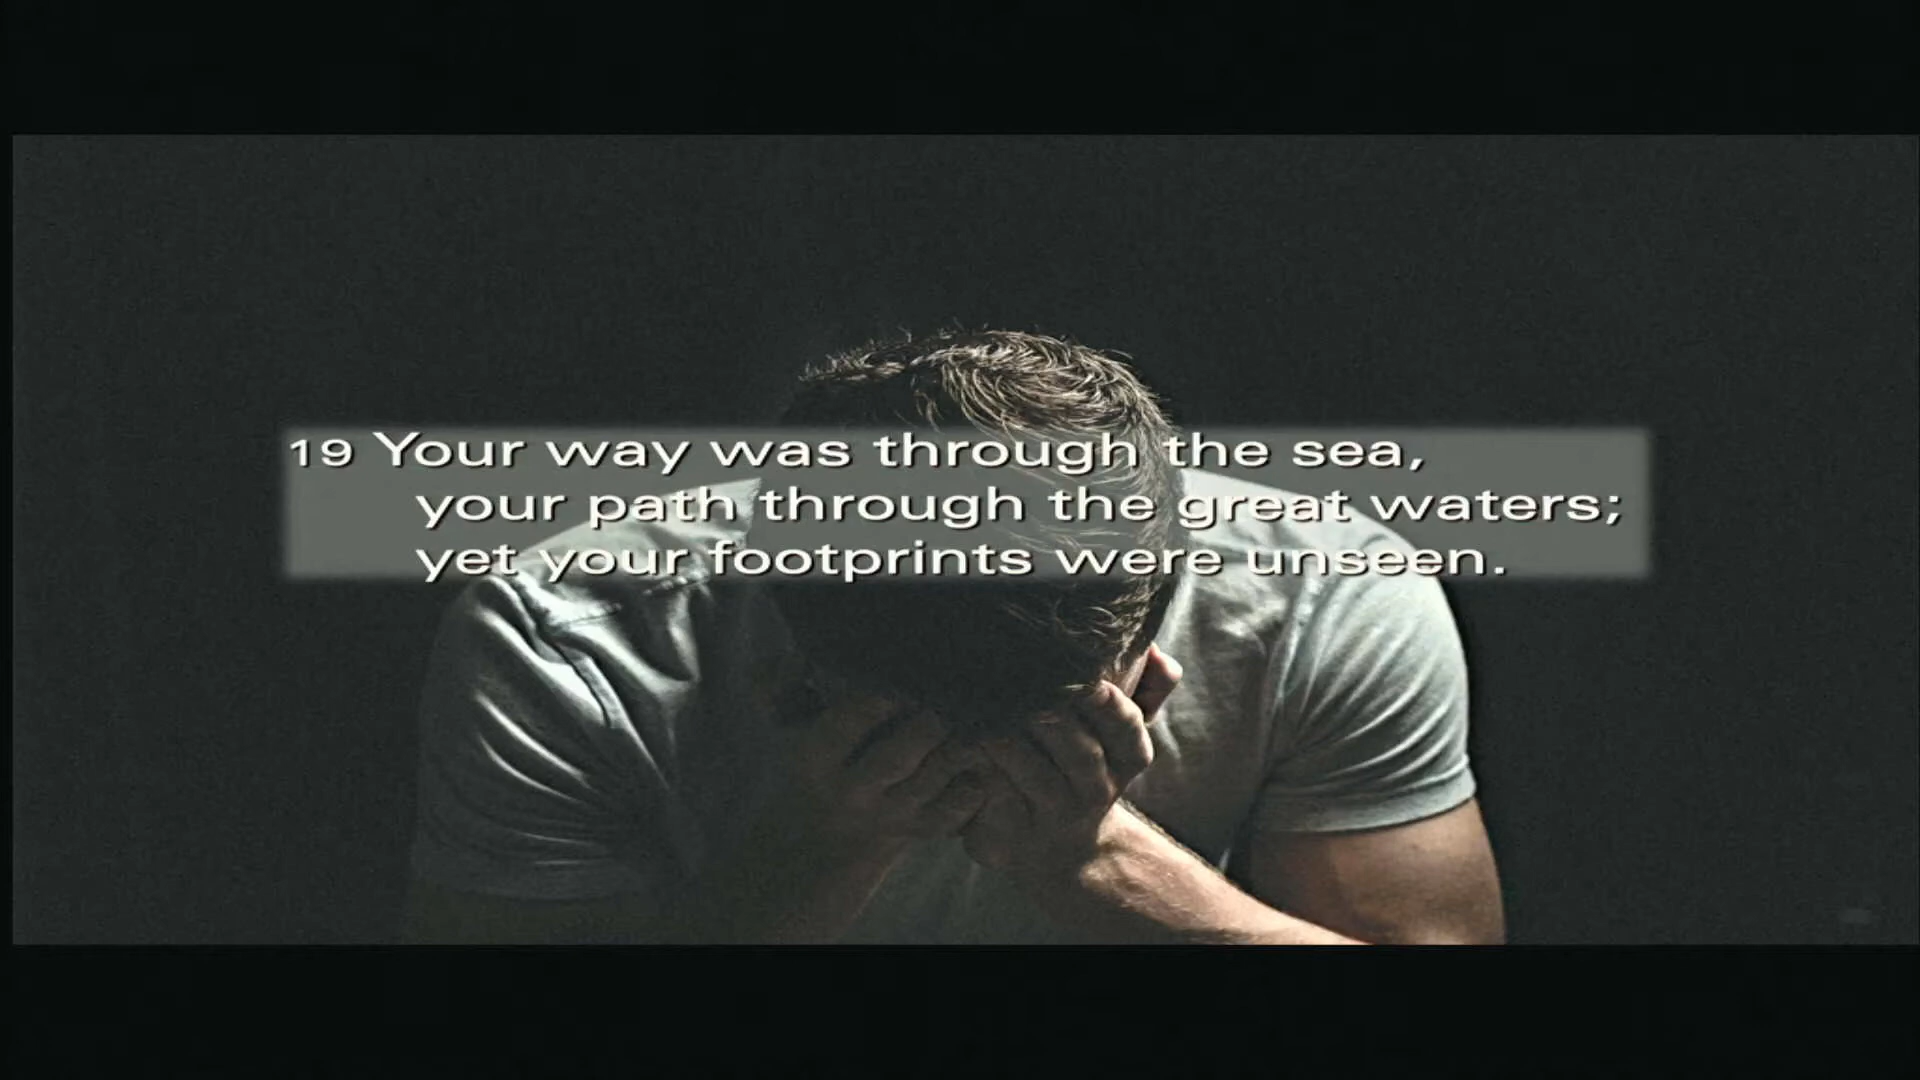 19 Your way was through the sea,
your path through the great waters;
yet your footprints were unseen.